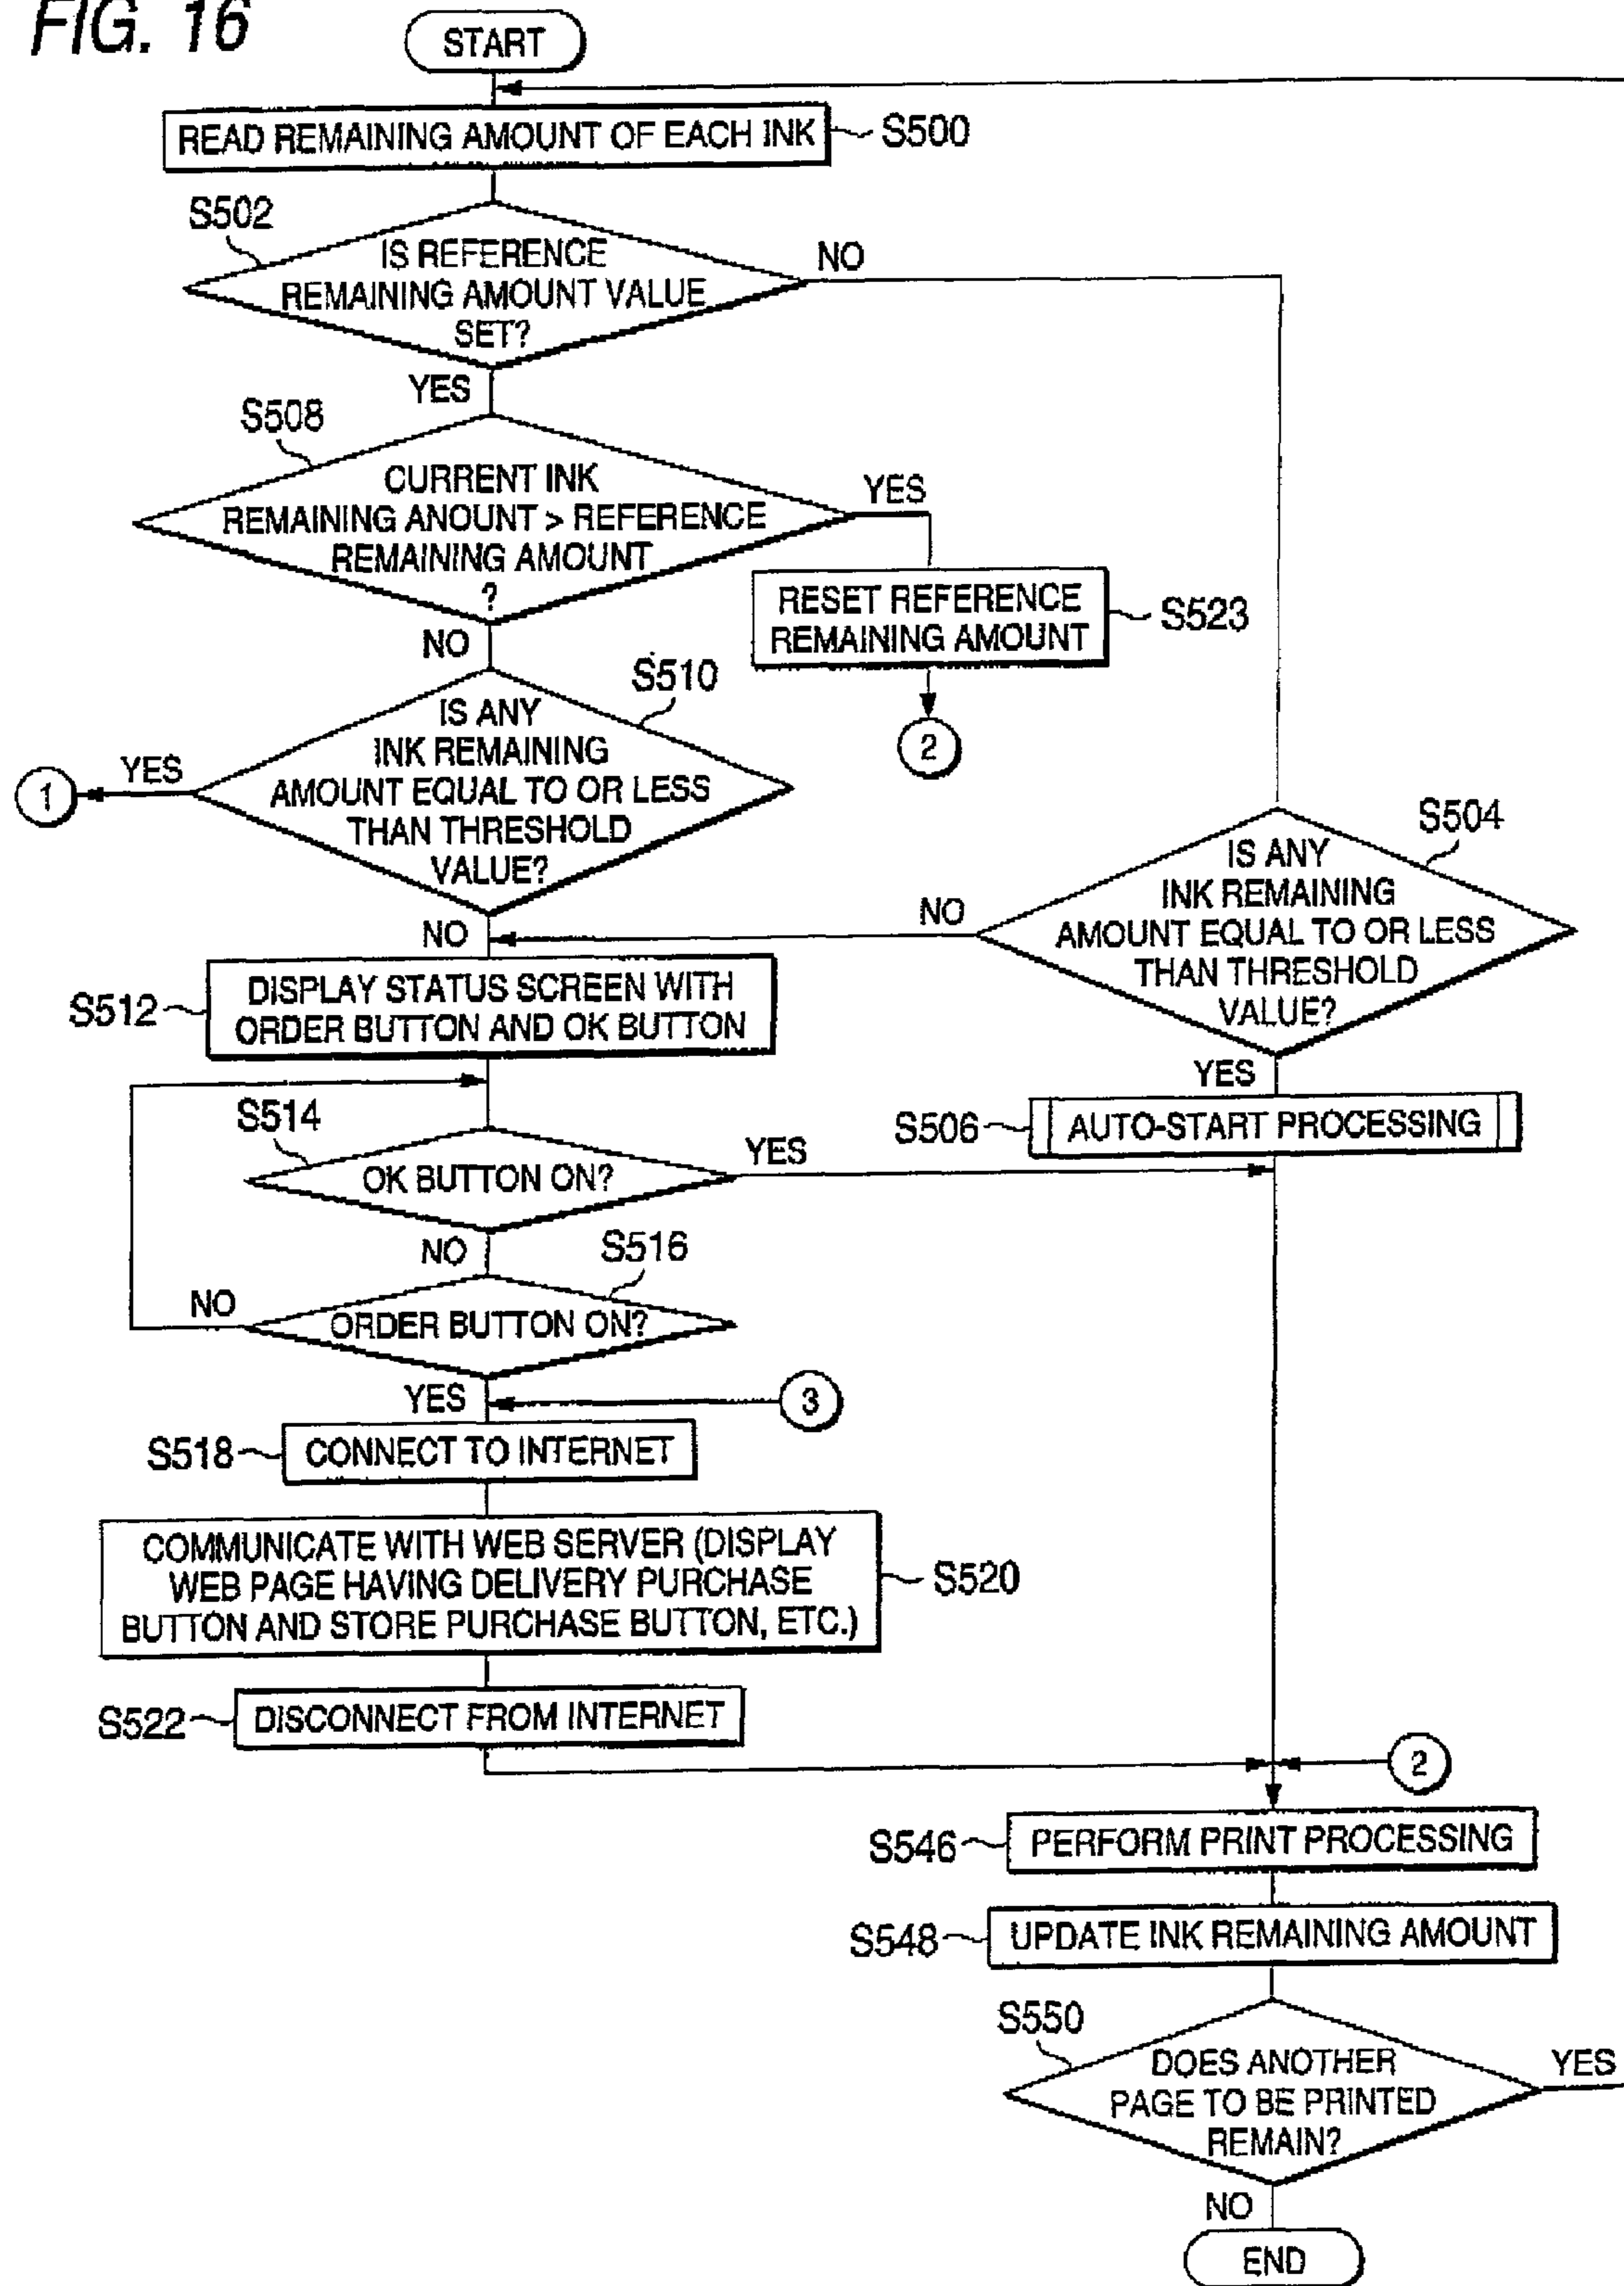 FIG. 16
START
READ REMAINING AMOUNT OF EACH INK
S500
S502
IS REFERENCE
REMAINING AMOUNT VALUE
SET?
NO
YES
S508
CURRENT INK
REMAINING ANOUNT > REFERENCE
REMAINING AMOUNT
?
YES
RESET REFERENCE
REMAINING AMOUNT
S523
2
NO
S510
IS ANY
INK REMAINING
AMOUNT EQUAL TO OR LESS
THAN THRESHOLD
VALUE?
YES
1
S504
IS ANY
INK REMAINING
AMOUNT EQUAL TO OR LESS
THAN THRESHOLD
VALUE?
NO
NO
S512
DISPLAY STATUS SCREEN WITH
ORDER BUTTON AND OK BUTTON
YES
S506
AUTO-START PROCESSING
S514
OK BUTTON ON?
YES
NO
S516
ORDER BUTTON ON?
NO
YES
3
S518
CONNECT TO INTERNET
COMMUNICATE WITH WEB SERVER (DISPLAY
WEB PAGE HAVING DELIVERY PURCHASE
BUTTON AND STORE PURCHASE BUTTON, ETC.)
S520
S522
DISCONNECT FROM INTERNET
2
S546
PERFORM PRINT PROCESSING
S548
UPDATE INK REMAINING AMOUNT
S550
DOES ANOTHER
PAGE TO BE PRINTED
REMAIN?
YES
NO
END